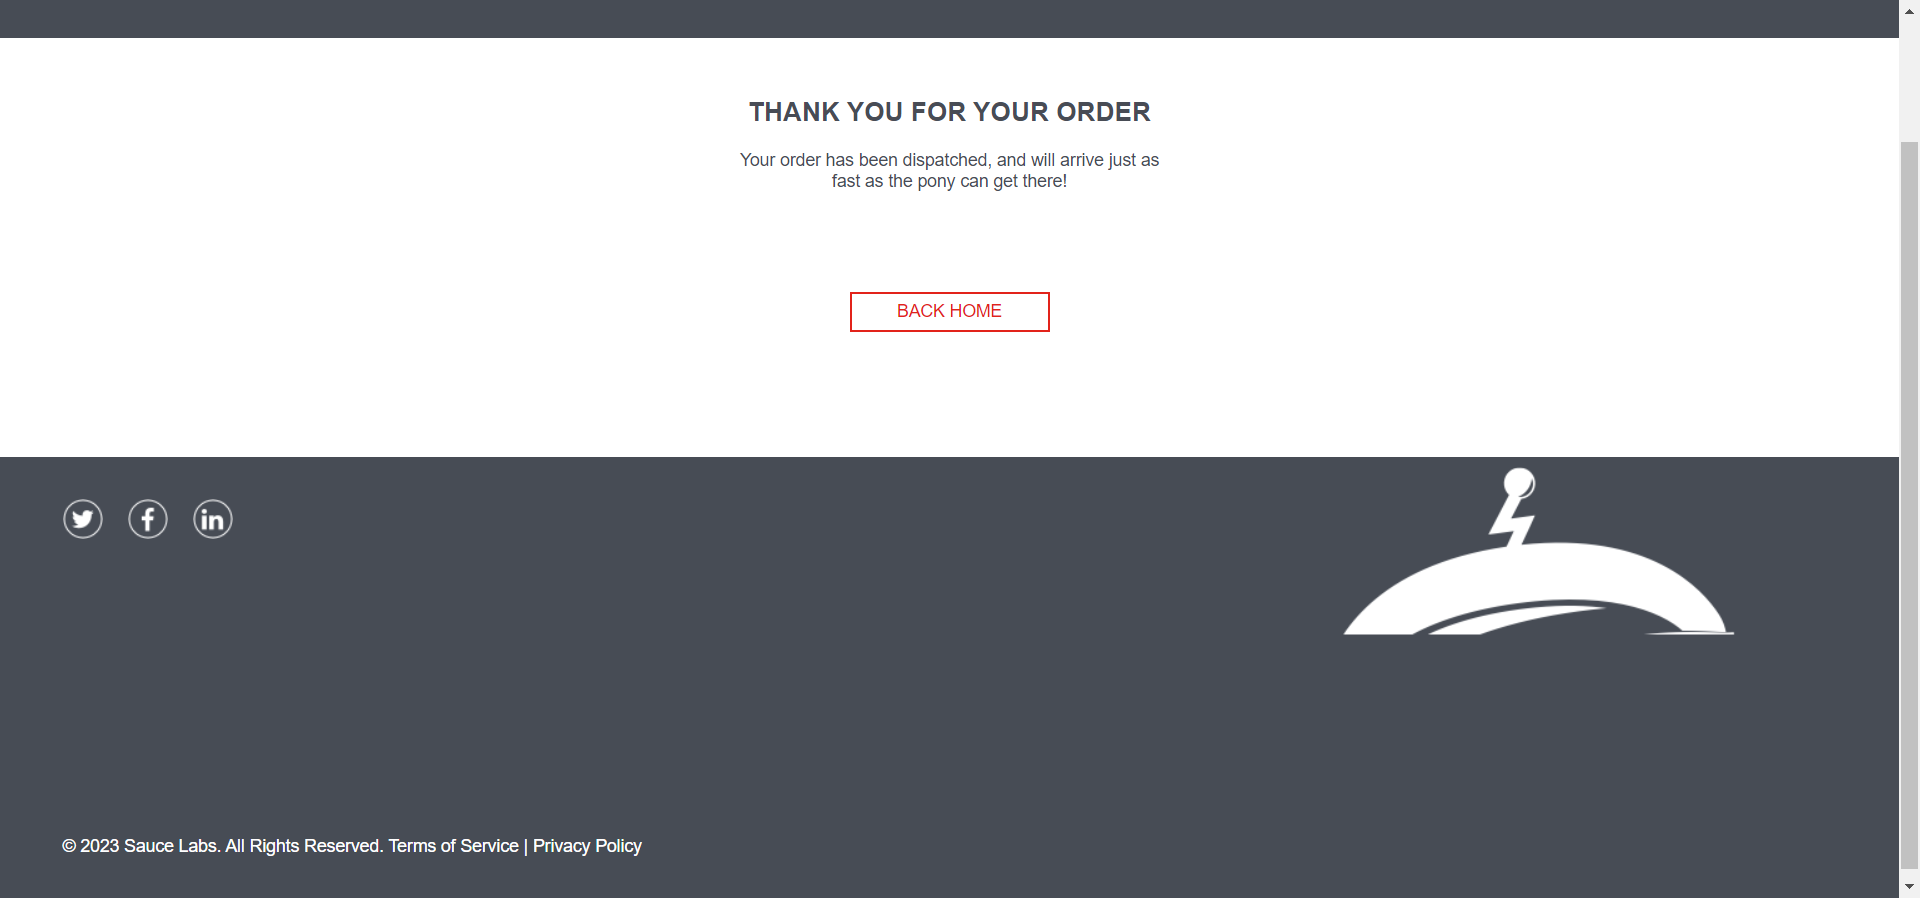 THANK YOU FOR YOUR ORDER
Your order has been dispatched, and will arrive just as
fast as the pony can get there!
BACK HOME
© 2023 Sauce Labs. All Rights Reserved. Terms of Service | Privacy Policy